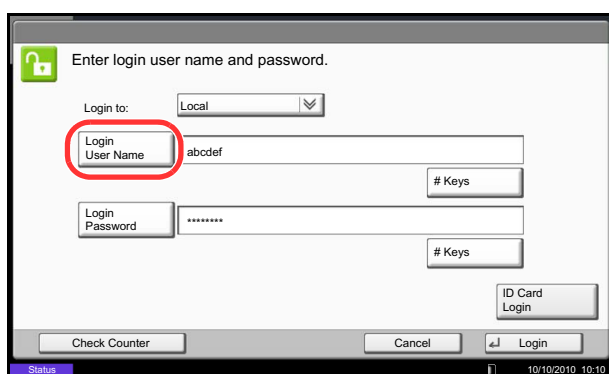 Enter login user name and password.
Login to:
Local
Login
User Name
abcdef
# Keys
Login
Password
********
# Keys
ID Card
Login
Check Counter
Cancel
Login
Status
10/10/2010 10:10